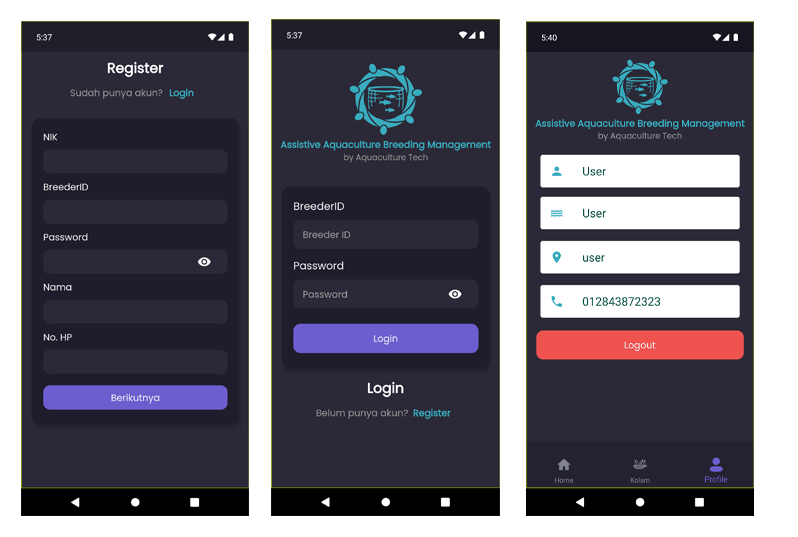 5:37
Register
Sudah punya akun? Login
NIK
BreederID
Password
Nama
No. HP
Berikutnya
5:37
Assistive Aquaculture Breeding Management
by Aquaculture Tech
BreederID
Breeder ID
Password
Password
Login
Login
Belum punya akun? Register
5:40
Assistive Aquaculture Breeding Management
by Aquaculture Tech
User
User
user
012843872323
Logout
Home
Kolam
Profile